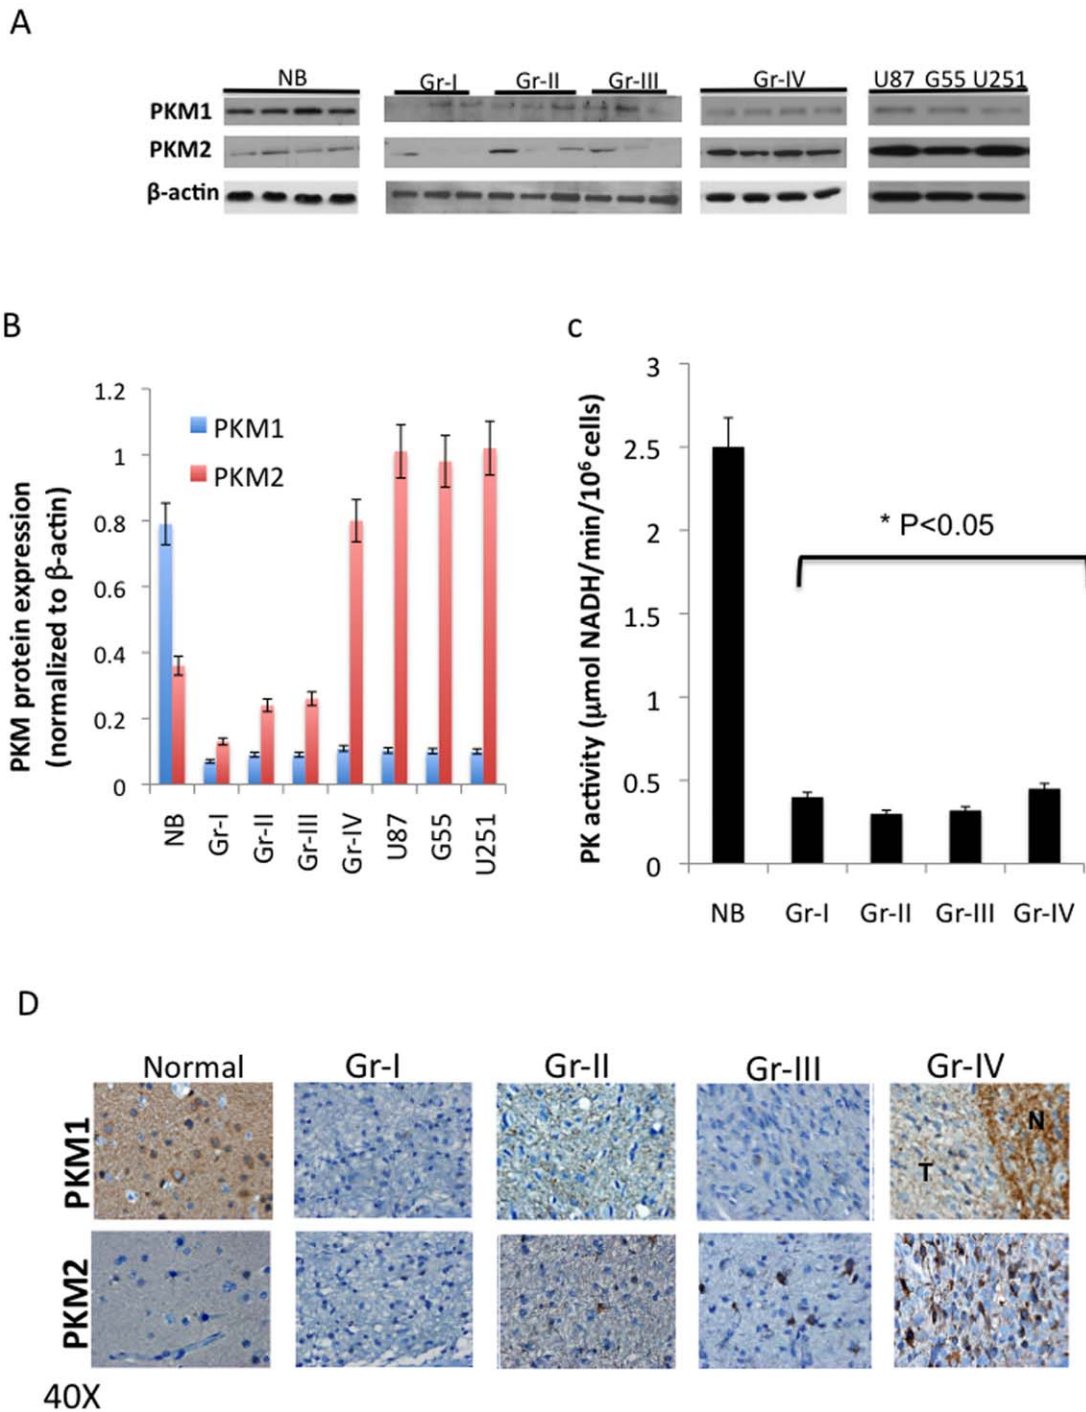 A
NB
Gr-I
Gr-II
Gr-III
Gr-IV
U87 G55 U251
PKM1
PKM2
β-actin
B
PKM protein expression
(normalized to β-actin)
1.2
1
0.8
0.6
0.4
0.2
0
PKM1
PKM2
NB
Gr-I
Gr-II
Gr-III
Gr-IV
U87
G55
U251
C
PK activity (μmol NADH/min/10⁶ cells)
3
2.5
2
1.5
1
0.5
0
* P<0.05
NB
Gr-I
Gr-II
Gr-III
Gr-IV
D
Normal
Gr-I
Gr-II
Gr-III
Gr-IV
PKM1
N
T
PKM2
40X